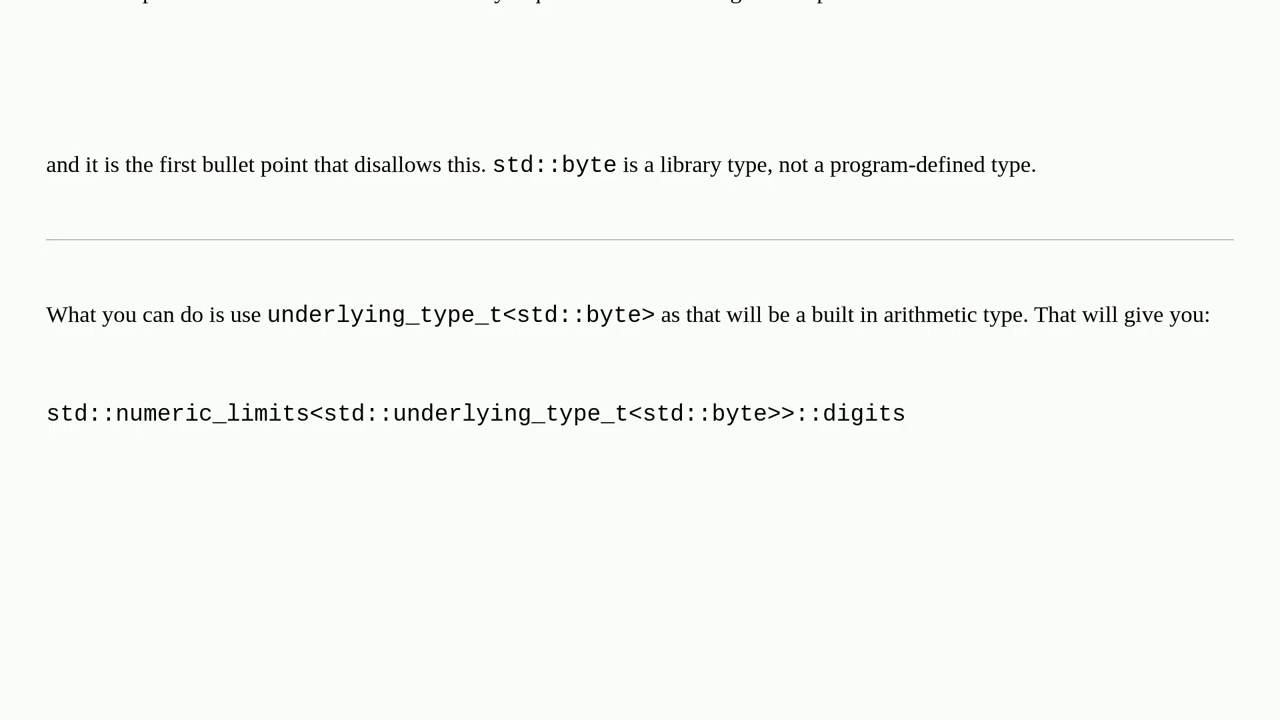 and it is the first bullet point that disallows this. std::byte is a library type, not a program-defined type.
What you can do is use underlying_type_t<std::byte> as that will be a built in arithmetic type. That will give you:
std::numeric_limits<std::underlying_type_t<std::byte>>::digits